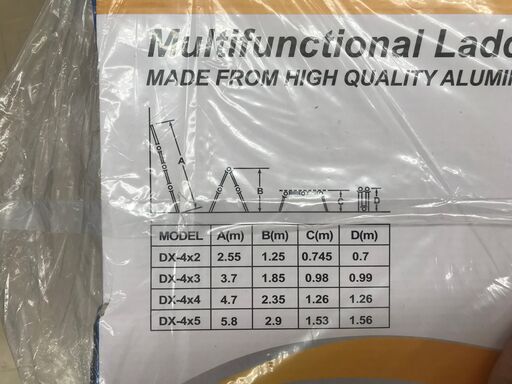 Multifunctional Ladd
MADE FROM HIGH QUALITY ALUMI
A
B
C
D
MODEL A(m) B(m) C(m) D(m)
DX-4x2 2.55 1.25 0.745 0.7
DX-4x3 3.7 1.85 0.98 0.99
DX-4x4 4.7 2.35 1.26 1.26
DX-4x5 5.8 2.9 1.53 1.56